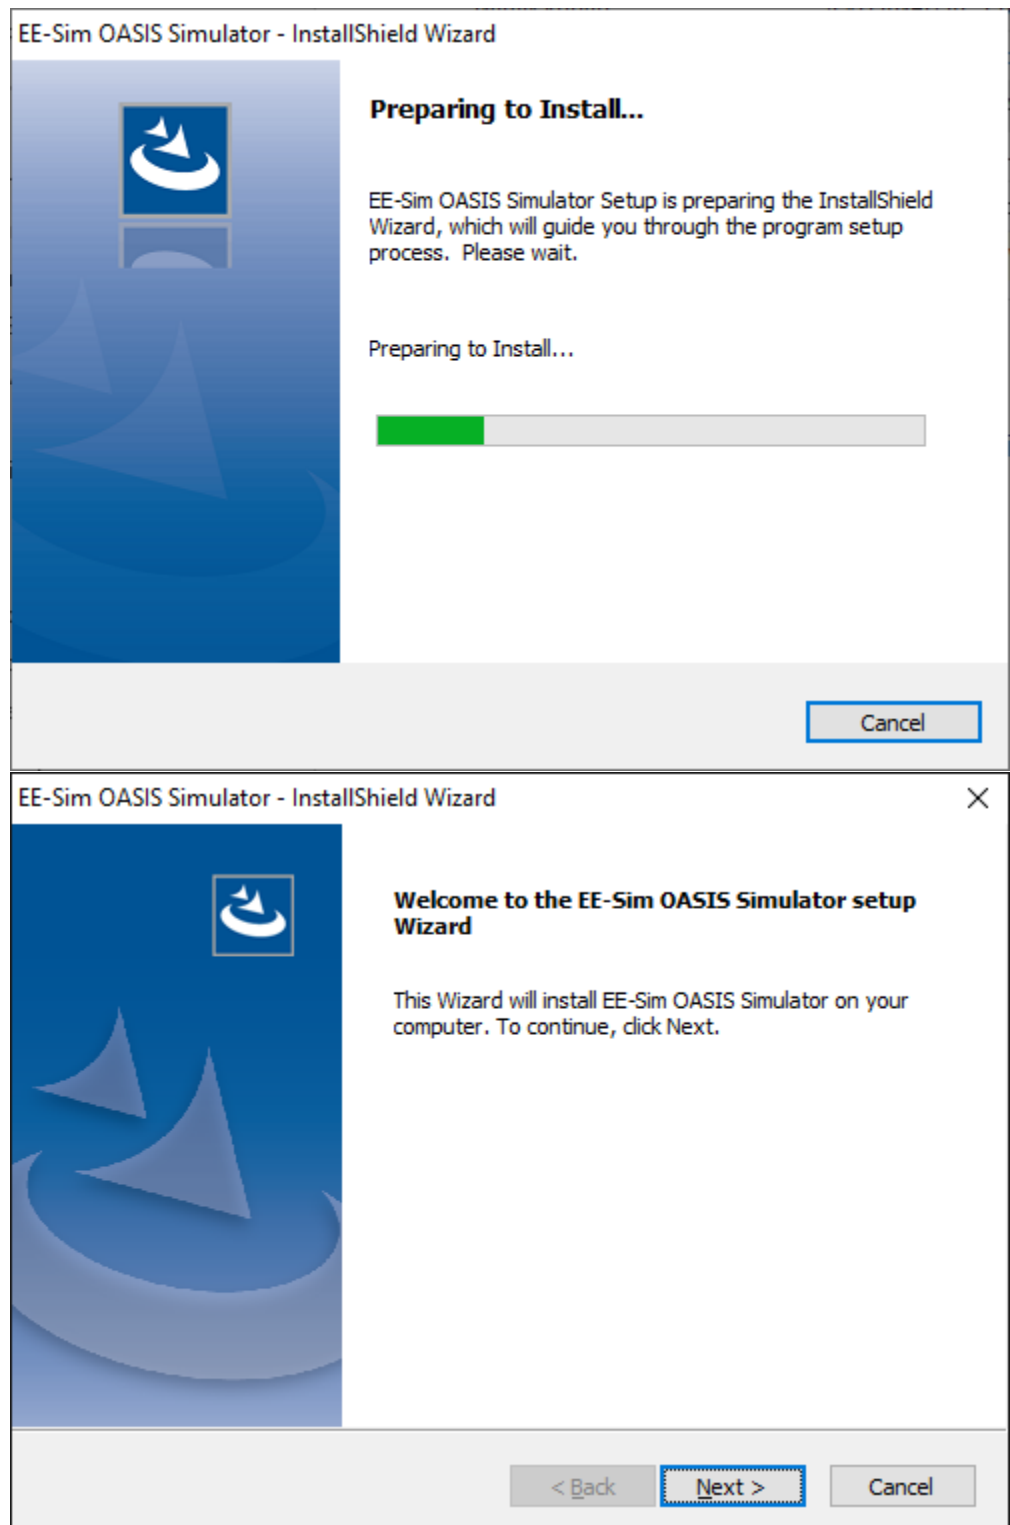 EE-Sim OASIS Simulator - InstallShield Wizard
Preparing to Install...
EE-Sim OASIS Simulator Setup is preparing the InstallShield
Wizard, which will guide you through the program setup
process.  Please wait.
Preparing to Install...
Cancel
EE-Sim OASIS Simulator - InstallShield Wizard
Welcome to the EE-Sim OASIS Simulator setup
Wizard
This Wizard will install EE-Sim OASIS Simulator on your
computer. To continue, click Next.
< Back
Next >
Cancel